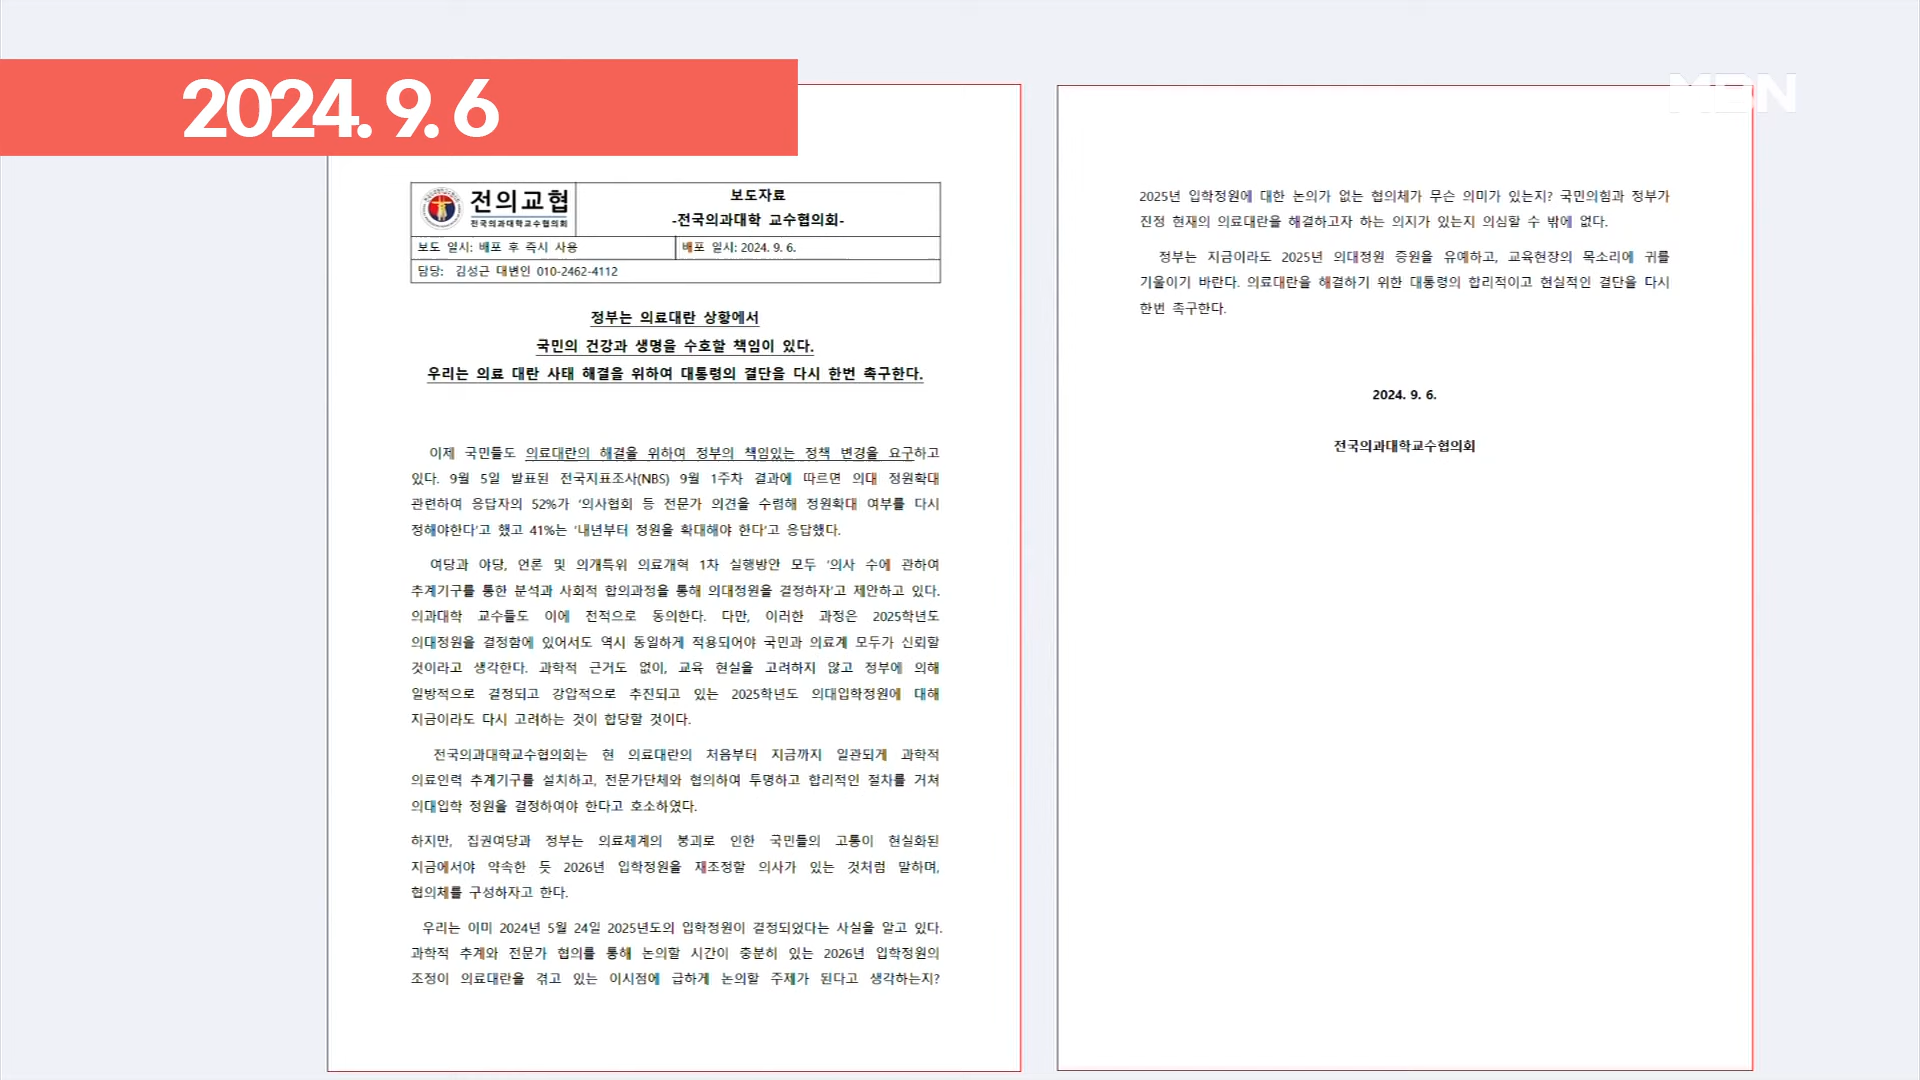 2024. 9. 6
MBN
전의교협
전국의과대학교수협의회
보도자료
-전국의과대학 교수협의회-
보도 일시: 배포 후 즉시 사용
배포 일시: 2024. 9. 6.
담당: 김성근 대변인 010-2462-4112
정부는 의료대란 상황에서
국민의 건강과 생명을 수호할 책임이 있다.
우리는 의료 대란 사태 해결을 위하여 대통령의 결단을 다시 한번 촉구한다.
이제 국민들도 의료대란의 해결을 위하여 정부의 책임있는 정책 변경을 요구하고
있다. 9월 5일 발표된 전국지표조사(NBS) 9월 1주차 결과에 따르면 의대 정원확대
관련하여 응답자의 52%가 ‘의사협회 등 전문가 의견을 수렴해 정원확대 여부를 다시
정해야한다’고 했고 41%는 ‘내년부터 정원을 확대해야 한다’고 응답했다.
여당과 야당, 언론 및 의개특위 의료개혁 1차 실행방안 모두 ‘의사 수에 관하여
추계기구를 통한 분석과 사회적 합의과정을 통해 의대정원을 결정하자’고 제안하고 있다.
의과대학 교수들도 이에 전적으로 동의한다. 다만, 이러한 과정은 2025학년도
의대정원을 결정함에 있어서도 역시 동일하게 적용되어야 국민과 의료계 모두가 신뢰할
것이라고 생각한다. 과학적 근거도 없이, 교육 현실을 고려하지 않고 정부에 의해
일방적으로 결정되고 강압적으로 추진되고 있는 2025학년도 의대입학정원에 대해
지금이라도 다시 고려하는 것이 합당할 것이다.
전국의과대학교수협의회는 현 의료대란의 처음부터 지금까지 일관되게 과학적
의료인력 추계기구를 설치하고, 전문가단체와 협의하여 투명하고 합리적인 절차를 거쳐
의대입학 정원을 결정하여야 한다고 호소하였다.
하지만, 집권여당과 정부는 의료체계의 붕괴로 인한 국민들의 고통이 현실화된
지금에서야 약속한 듯 2026년 입학정원을 재조정할 의사가 있는 것처럼 말하며,
협의체를 구성하자고 한다.
우리는 이미 2024년 5월 24일 2025년도의 입학정원이 결정되었다는 사실을 알고 있다.
과학적 추계와 전문가 협의를 통해 논의할 시간이 충분히 있는 2026년 입학정원의
조정이 의료대란을 겪고 있는 이시점에 급하게 논의할 주제가 된다고 생각하는지?
2025년 입학정원에 대한 논의가 없는 협의체가 무슨 의미가 있는지? 국민의힘과 정부가
진정 현재의 의료대란을 해결하고자 하는 의지가 있는지 의심할 수 밖에 없다.
정부는 지금이라도 2025년 의대정원 증원을 유예하고, 교육현장의 목소리에 귀를
기울이기 바란다. 의료대란을 해결하기 위한 대통령의 합리적이고 현실적인 결단을 다시
한번 촉구한다.
2024. 9. 6.
전국의과대학교수협의회